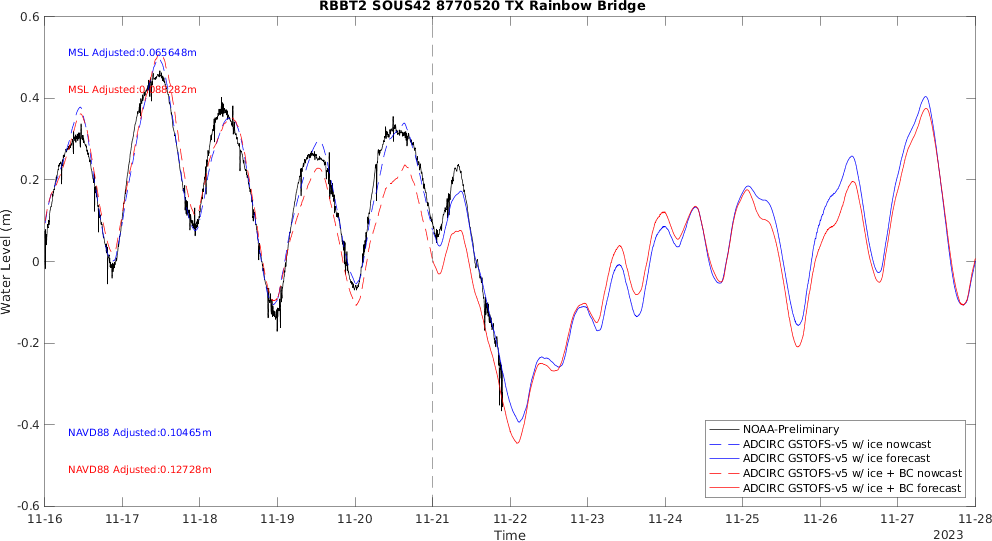 RBBT2 SOUS42 8770520 TX Rainbow Bridge
0.6
MSL Adjusted:0.065648m
0.4
MSL Adjusted:0.088282m
0.2
Water Level (m)
0
-0.2
-0.4
NAVD88 Adjusted:0.10465m
NAVD88 Adjusted:0.12728m
-0.6
NOAA-Preliminary
ADCIRC GSTOFS-v5 w/ ice nowcast
ADCIRC GSTOFS-v5 w/ ice forecast
ADCIRC GSTOFS-v5 w/ ice + BC nowcast
ADCIRC GSTOFS-v5 w/ ice + BC forecast
11-16 11-17 11-18 11-19 11-20 11-21 11-22 11-23 11-24 11-25 11-26 11-27 11-28
Time
2023